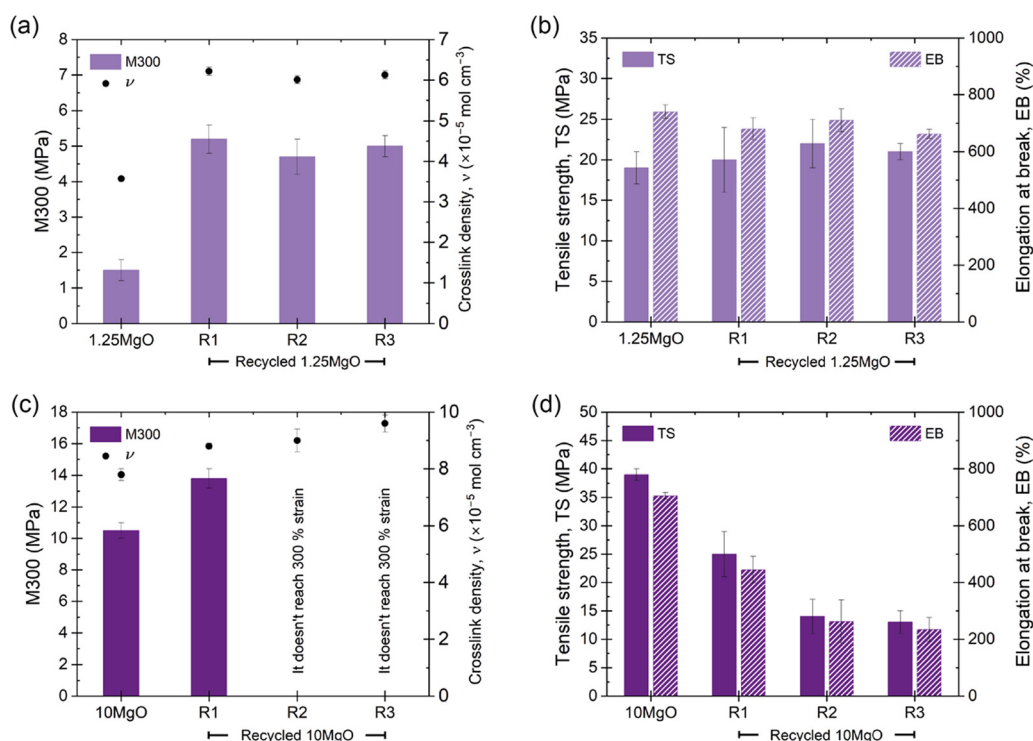 (a)
8
7
6
5
4
3
2
1
0
M300 (MPa)
M300
ν
7
6
5
4
3
2
1
0
Crosslink density, ν (×10⁻⁵ mol cm⁻³)
1.25MgO R1 R2 R3
Recycled 1.25MgO
(b)
35
30
25
20
15
10
5
0
Tensile strength, TS (MPa)
TS EB
1000
800
600
400
200
0
Elongation at break, EB (%)
1.25MgO R1 R2 R3
Recycled 1.25MgO
(c)
18
16
14
12
10
8
6
4
2
0
M300 (MPa)
M300
ν
It doesn't reach 300 % strain
It doesn't reach 300 % strain
10
8
6
4
2
0
Crosslink density, ν (×10⁻⁵ mol cm⁻³)
10MgO R1 R2 R3
Recycled 10MgO
(d)
50
45
40
35
30
25
20
15
10
5
0
Tensile strength, TS (MPa)
TS EB
1000
800
600
400
200
0
Elongation at break, EB (%)
10MgO R1 R2 R3
Recycled 10MgO